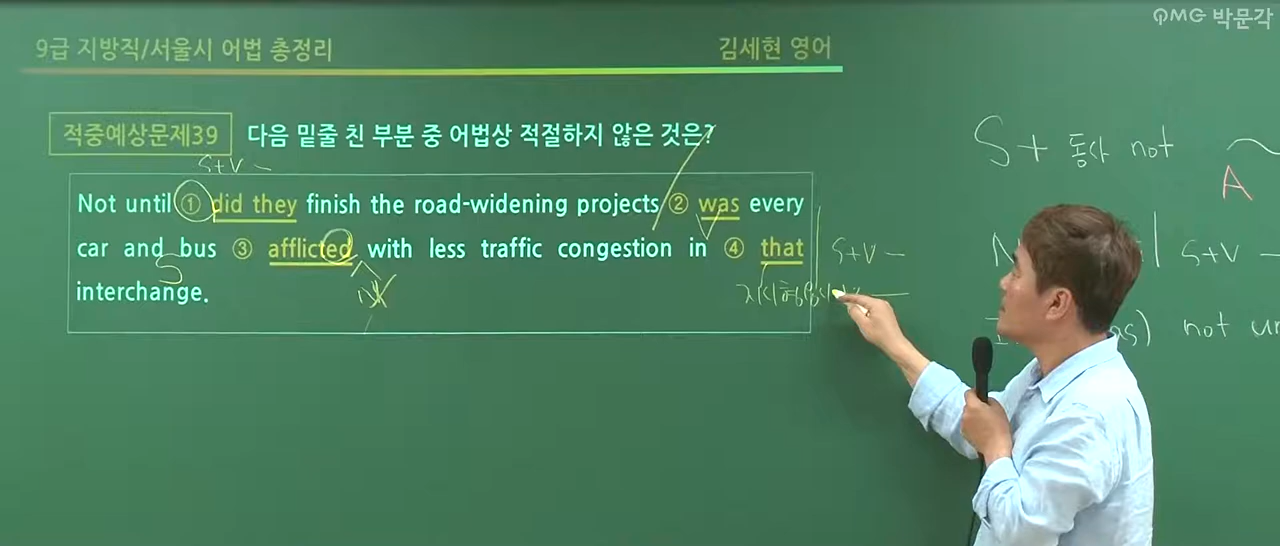 QMG 박문각
9급 지방직/서울시 어법 총정리
김세현 영어
적중예상문제39 다음 밑줄 친 부분 중 어법상 적절하지 않은 것은?
S+V
Not until ① did they finish the road-widening projects ② was every
car and bus ③ afflicted with less traffic congestion in ④ that
interchange.
S
S+V
S + 동사 not
A
S+V
not